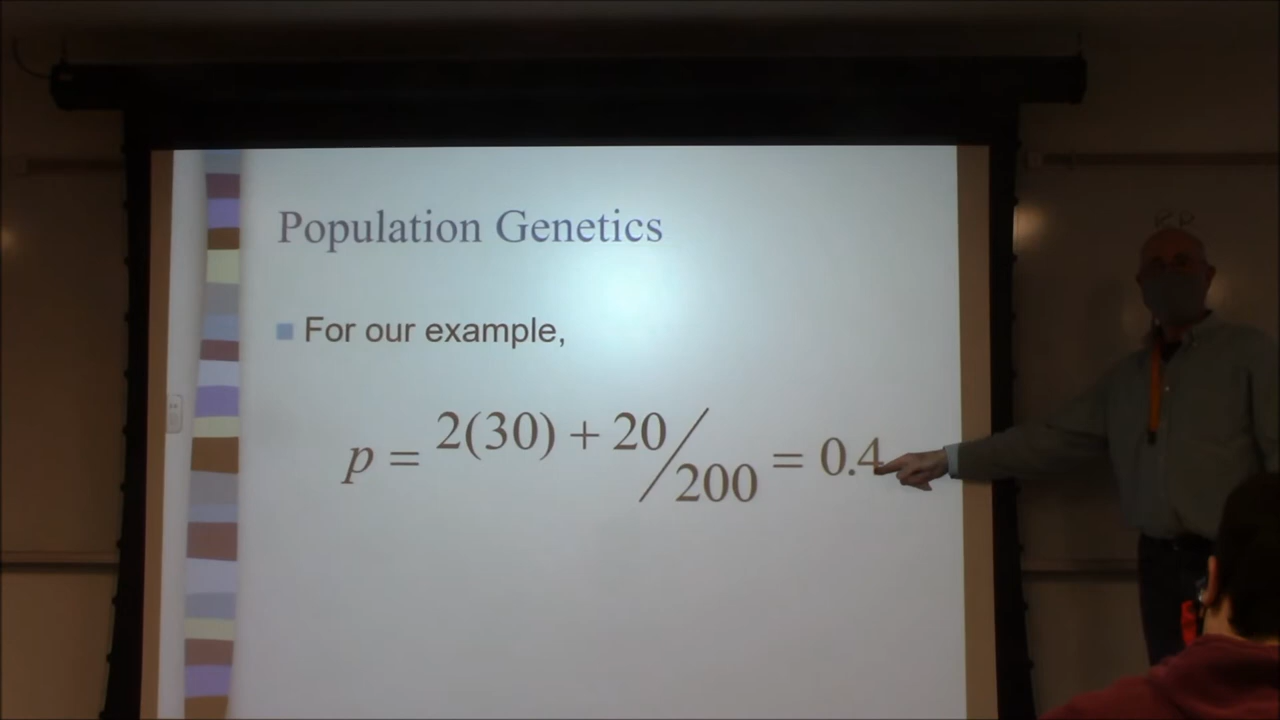 Population Genetics
For our example,
p = 2(30) + 20/200 = 0.4